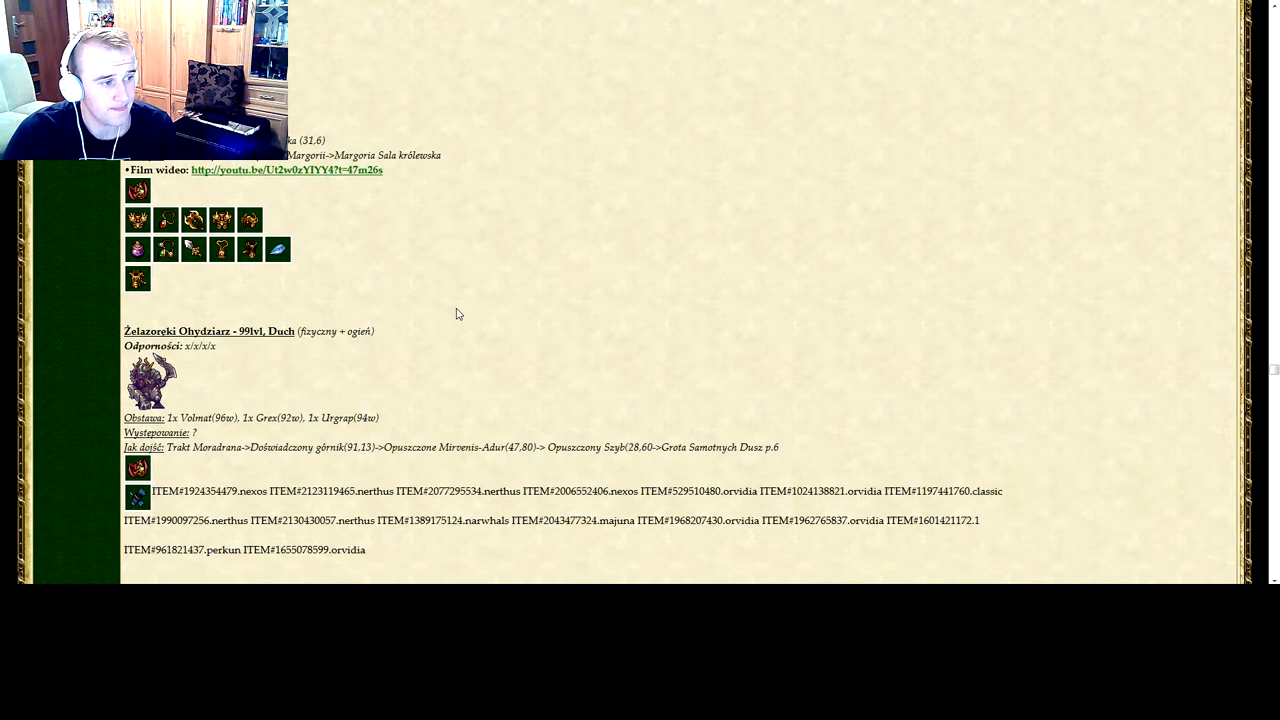 ka (31,6)
Margorii->Margoria Sala królewska
•Film wideo: http://youtu.be/Ut2w0zYIYY4?t=47m26s
Żelazoręki Ohydziarz - 99lvl, Duch (fizyczny + ogień)
Odporności: x/x/x/x
Obstawa: 1x Volmat(96w), 1x Grex(92w), 1x Urgrap(94w)
Występowanie: ?
Jak dojść: Trakt Moradrana->Doświadczony górnik(91,13)->Opuszczone Mirvenis-Adur(47,80)-> Opuszczony Szyb(28,60->Grota Samotnych Dusz p.6
ITEM#1924354479.nexos ITEM#2123119465.nerthus ITEM#2077295534.nerthus ITEM#2006552406.nexos ITEM#529510480.orvidia ITEM#1024138821.orvidia ITEM#1197441760.classic
ITEM#1990097256.nerthus ITEM#2130430057.nerthus ITEM#1389175124.narwhals ITEM#2043477324.majuna ITEM#1968207430.orvidia ITEM#1962765837.orvidia ITEM#1601421172.1
ITEM#961821437.perkun ITEM#1655078599.orvidia